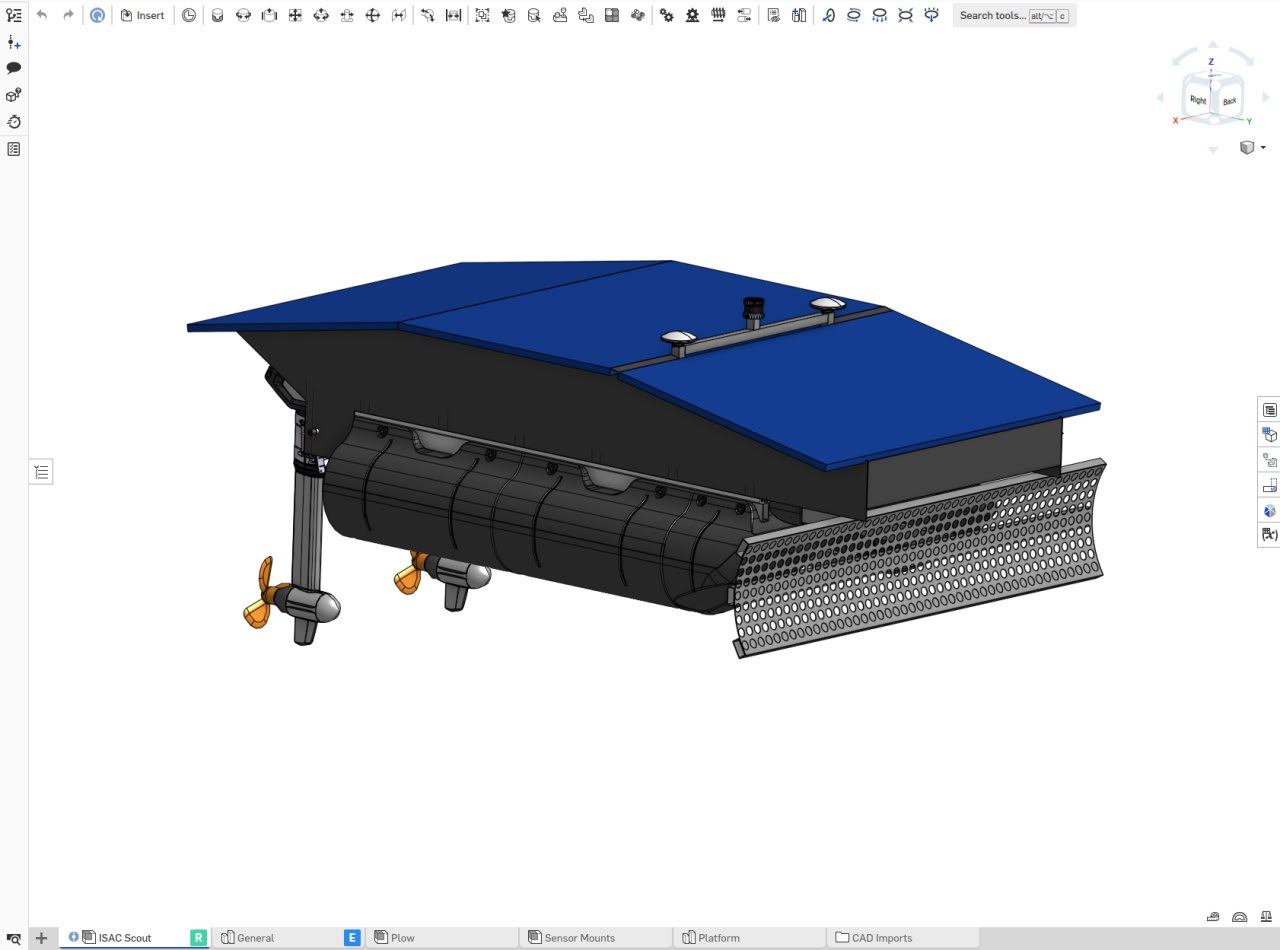 Insert
Search tools... alt/⌥ c
Z
Right
Back
X
Y
(x)
ISAC Scout
R
General
E
Plow
Sensor Mounts
Platform
CAD Imports